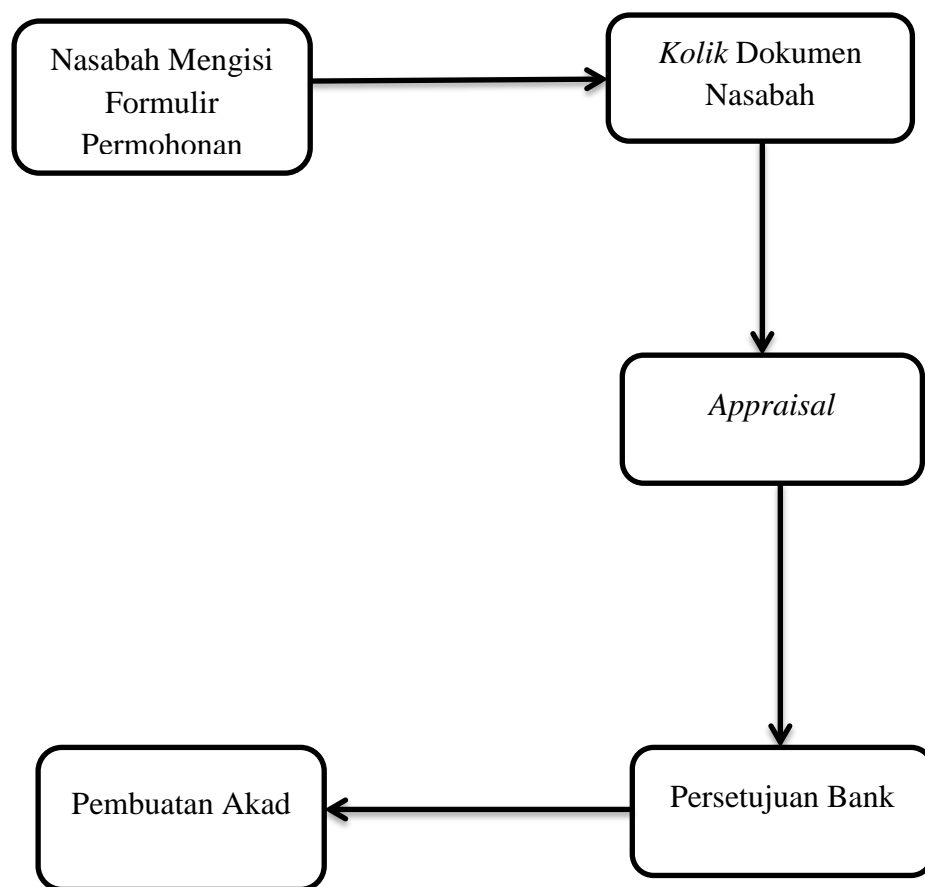 Nasabah Mengisi
Formulir
Permohonan
Kolik Dokumen
Nasabah
Appraisal
Persetujuan Bank
Pembuatan Akad